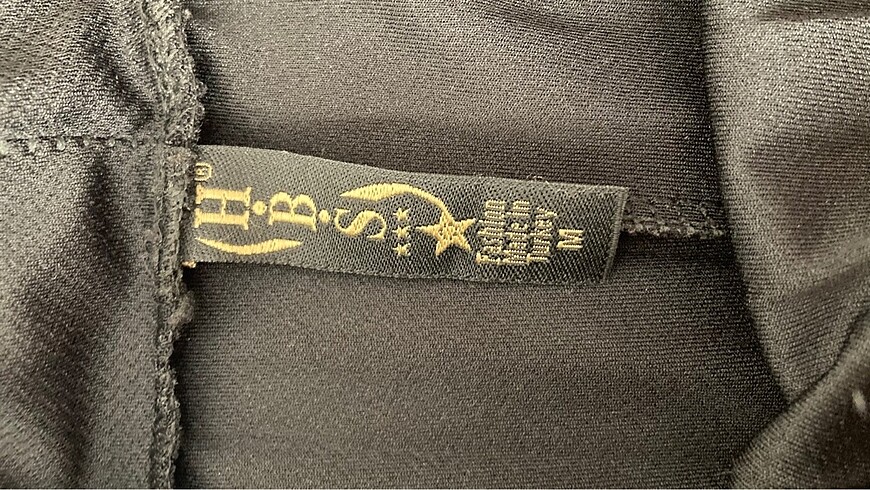 H.B.S
Fashion
Made in
Turkey
M